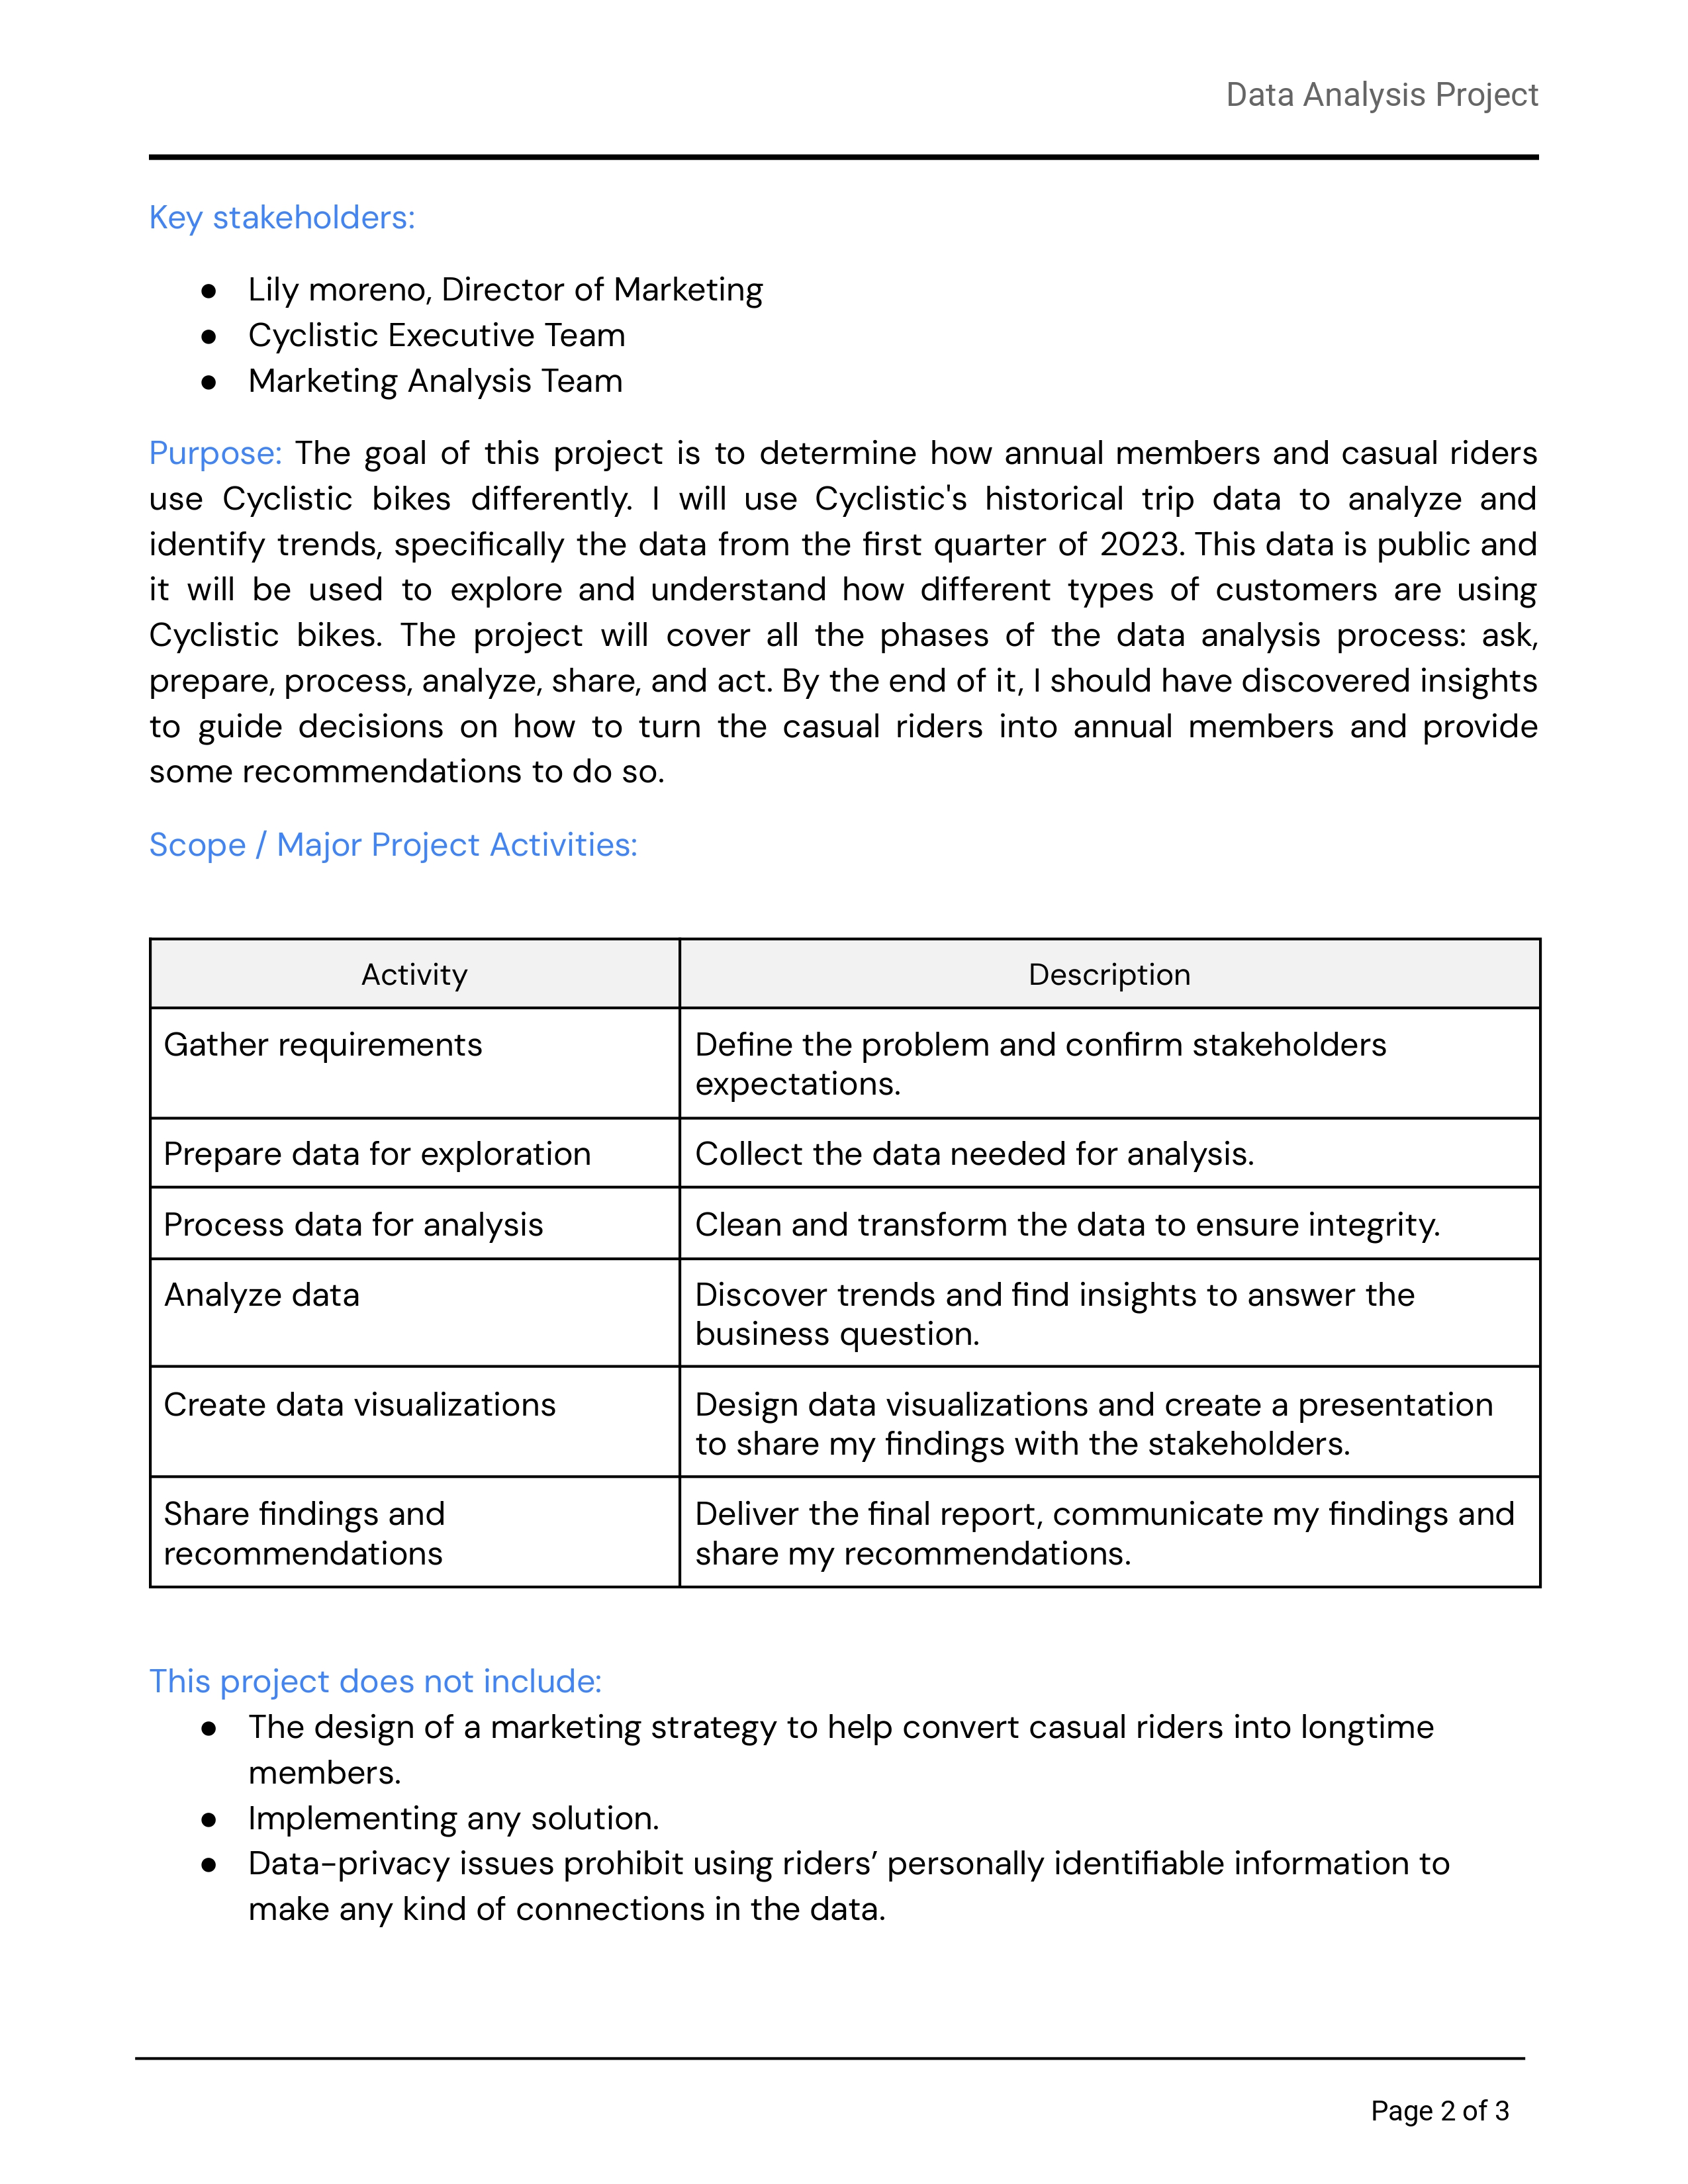 Data Analysis Project
Key stakeholders:
● Lily moreno, Director of Marketing
● Cyclistic Executive Team
● Marketing Analysis Team
Purpose: The goal of this project is to determine how annual members and casual riders
use Cyclistic bikes differently. I will use Cyclistic's historical trip data to analyze and
identify trends, specifically the data from the first quarter of 2023. This data is public and
it will be used to explore and understand how different types of customers are using
Cyclistic bikes. The project will cover all the phases of the data analysis process: ask,
prepare, process, analyze, share, and act. By the end of it, I should have discovered insights
to guide decisions on how to turn the casual riders into annual members and provide
some recommendations to do so.
Scope / Major Project Activities:
Activity
Description
Gather requirements
Define the problem and confirm stakeholders
expectations.
Prepare data for exploration
Collect the data needed for analysis.
Process data for analysis
Clean and transform the data to ensure integrity.
Analyze data
Discover trends and find insights to answer the
business question.
Create data visualizations
Design data visualizations and create a presentation
to share my findings with the stakeholders.
Share findings and
recommendations
Deliver the final report, communicate my findings and
share my recommendations.
This project does not include:
● The design of a marketing strategy to help convert casual riders into longtime
members.
● Implementing any solution.
● Data-privacy issues prohibit using riders’ personally identifiable information to
make any kind of connections in the data.
Page 2 of 3